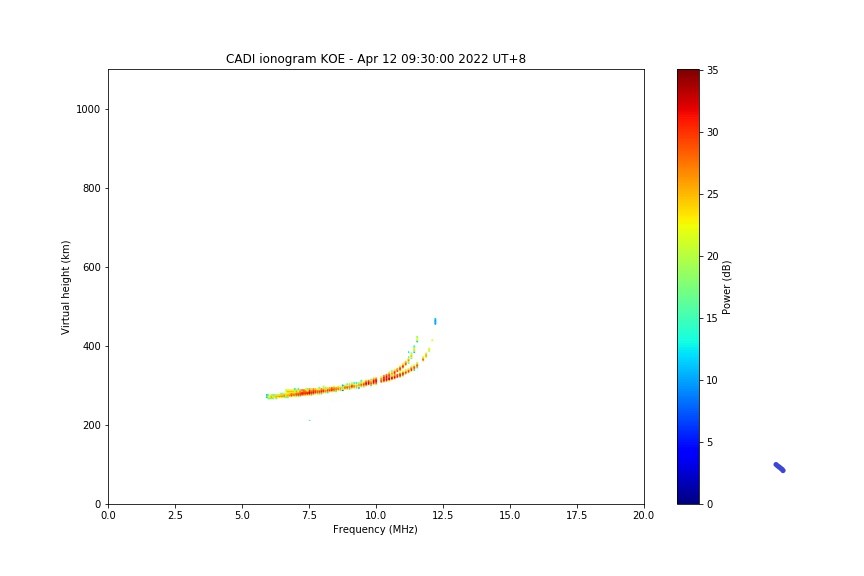 CADI ionogram KOE - Apr 12 09:30:00 2022 UT+8
Virtual height (km)
1000
800
600
400
200
0
0.0 2.5 5.0 7.5 10.0 12.5 15.0 17.5 20.0
Frequency (MHz)
35
30
25
20
15
10
5
0
Power (dB)